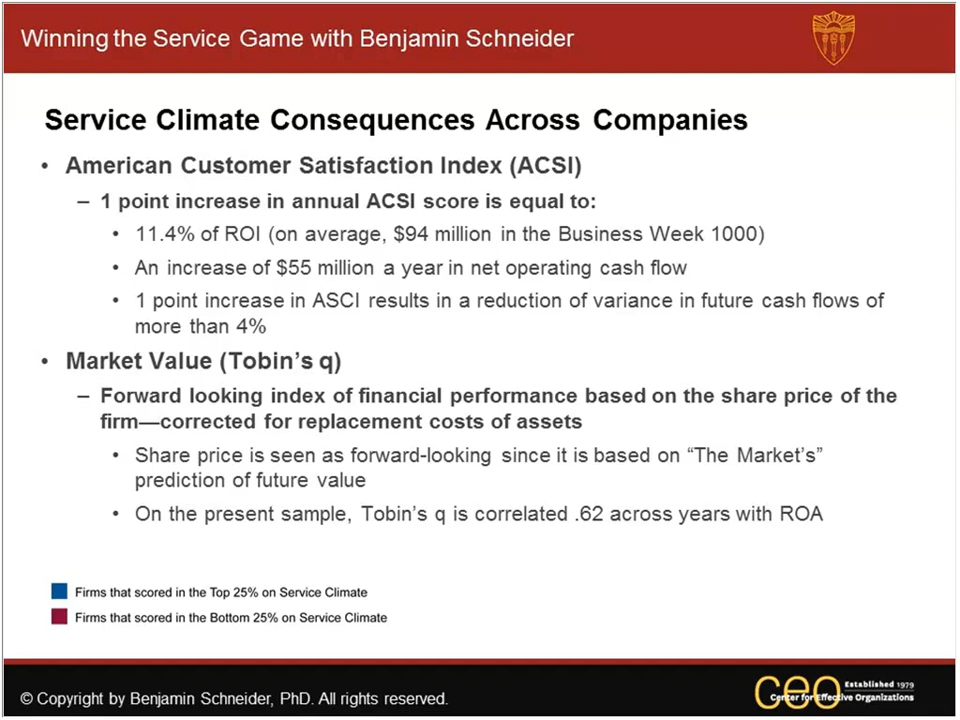 Winning the Service Game with Benjamin Schneider
Service Climate Consequences Across Companies
• American Customer Satisfaction Index (ACSI)
– 1 point increase in annual ACSI score is equal to:
• 11.4% of ROI (on average, $94 million in the Business Week 1000)
• An increase of $55 million a year in net operating cash flow
• 1 point increase in ASCI results in a reduction of variance in future cash flows of
more than 4%
• Market Value (Tobin’s q)
– Forward looking index of financial performance based on the share price of the
firm—corrected for replacement costs of assets
• Share price is seen as forward-looking since it is based on “The Market’s”
prediction of future value
• On the present sample, Tobin’s q is correlated .62 across years with ROA
Firms that scored in the Top 25% on Service Climate
Firms that scored in the Bottom 25% on Service Climate
© Copyright by Benjamin Schneider, PhD. All rights reserved.
ceo
Established 1979
Center for Effective Organizations